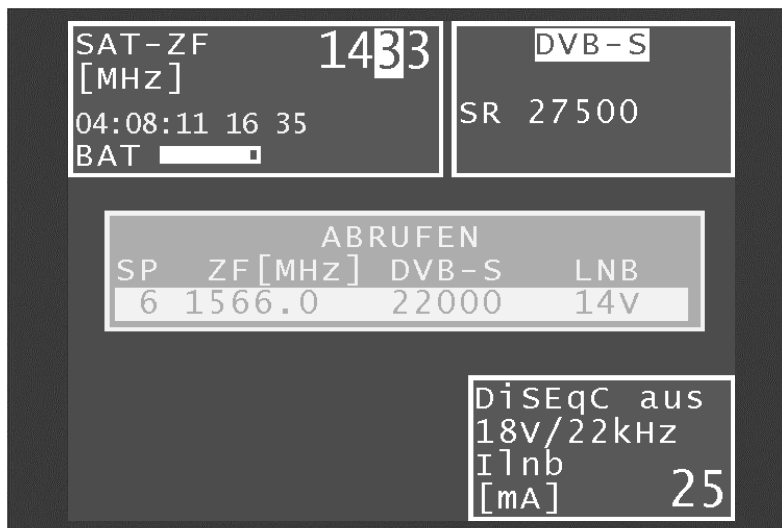 SAT-ZF 1433
[MHz]
04:08:11 16 35
BAT
DVB-S
SR 27500
ABRUFEN
SP ZF[MHz] DVB-S LNB
6 1566.0 22000 14V
DiSEqC aus
18V/22kHz
Ilnb
[mA] 25